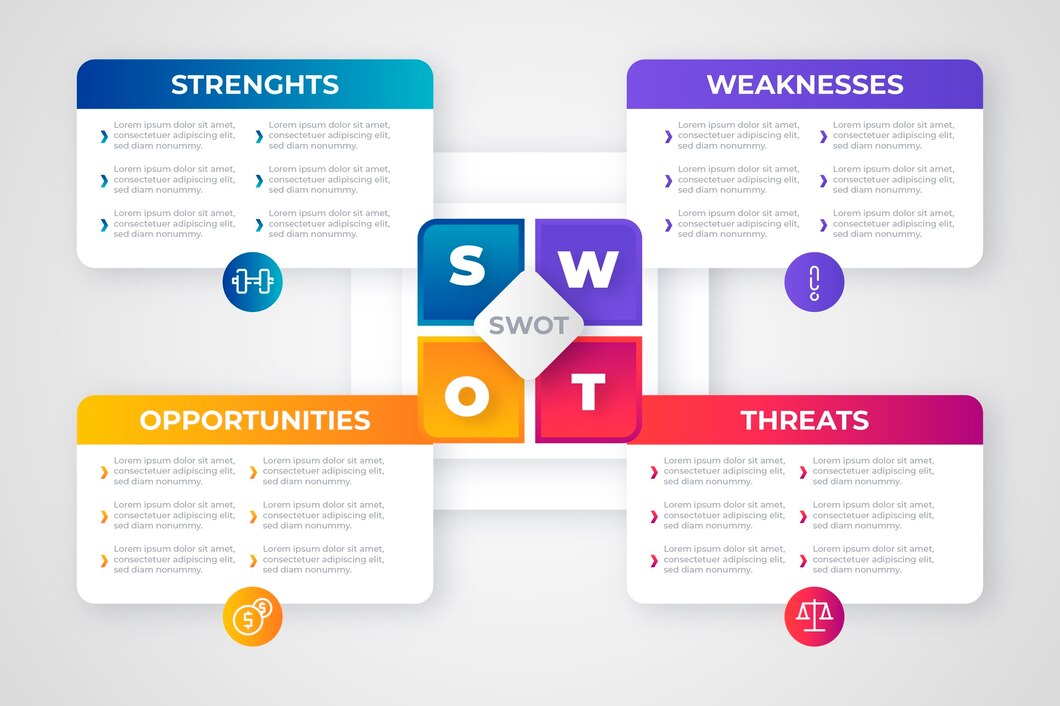 STRENGHTS
Lorem ipsum dolor sit amet,
consectetuer adipiscing elit,
sed diam nonummy.
Lorem ipsum dolor sit amet,
consectetuer adipiscing elit,
sed diam nonummy.
Lorem ipsum dolor sit amet,
consectetuer adipiscing elit,
sed diam nonummy.
Lorem ipsum dolor sit amet,
consectetuer adipiscing elit,
sed diam nonummy.
Lorem ipsum dolor sit amet,
consectetuer adipiscing elit,
sed diam nonummy.
Lorem ipsum dolor sit amet,
consectetuer adipiscing elit,
sed diam nonummy.
WEAKNESSES
Lorem ipsum dolor sit amet,
consectetuer adipiscing elit,
sed diam nonummy.
Lorem ipsum dolor sit amet,
consectetuer adipiscing elit,
sed diam nonummy.
Lorem ipsum dolor sit amet,
consectetuer adipiscing elit,
sed diam nonummy.
Lorem ipsum dolor sit amet,
consectetuer adipiscing elit,
sed diam nonummy.
Lorem ipsum dolor sit amet,
consectetuer adipiscing elit,
sed diam nonummy.
Lorem ipsum dolor sit amet,
consectetuer adipiscing elit,
sed diam nonummy.
S
W
SWOT
O
T
OPPORTUNITIES
Lorem ipsum dolor sit amet,
consectetuer adipiscing elit,
sed diam nonummy.
Lorem ipsum dolor sit amet,
consectetuer adipiscing elit,
sed diam nonummy.
Lorem ipsum dolor sit amet,
consectetuer adipiscing elit,
sed diam nonummy.
Lorem ipsum dolor sit amet,
consectetuer adipiscing elit,
sed diam nonummy.
Lorem ipsum dolor sit amet,
consectetuer adipiscing elit,
sed diam nonummy.
Lorem ipsum dolor sit amet,
consectetuer adipiscing elit,
sed diam nonummy.
$
$
THREATS
Lorem ipsum dolor sit amet,
consectetuer adipiscing elit,
sed diam nonummy.
Lorem ipsum dolor sit amet,
consectetuer adipiscing elit,
sed diam nonummy.
Lorem ipsum dolor sit amet,
consectetuer adipiscing elit,
sed diam nonummy.
Lorem ipsum dolor sit amet,
consectetuer adipiscing elit,
sed diam nonummy.
Lorem ipsum dolor sit amet,
consectetuer adipiscing elit,
sed diam nonummy.
Lorem ipsum dolor sit amet,
consectetuer adipiscing elit,
sed diam nonummy.